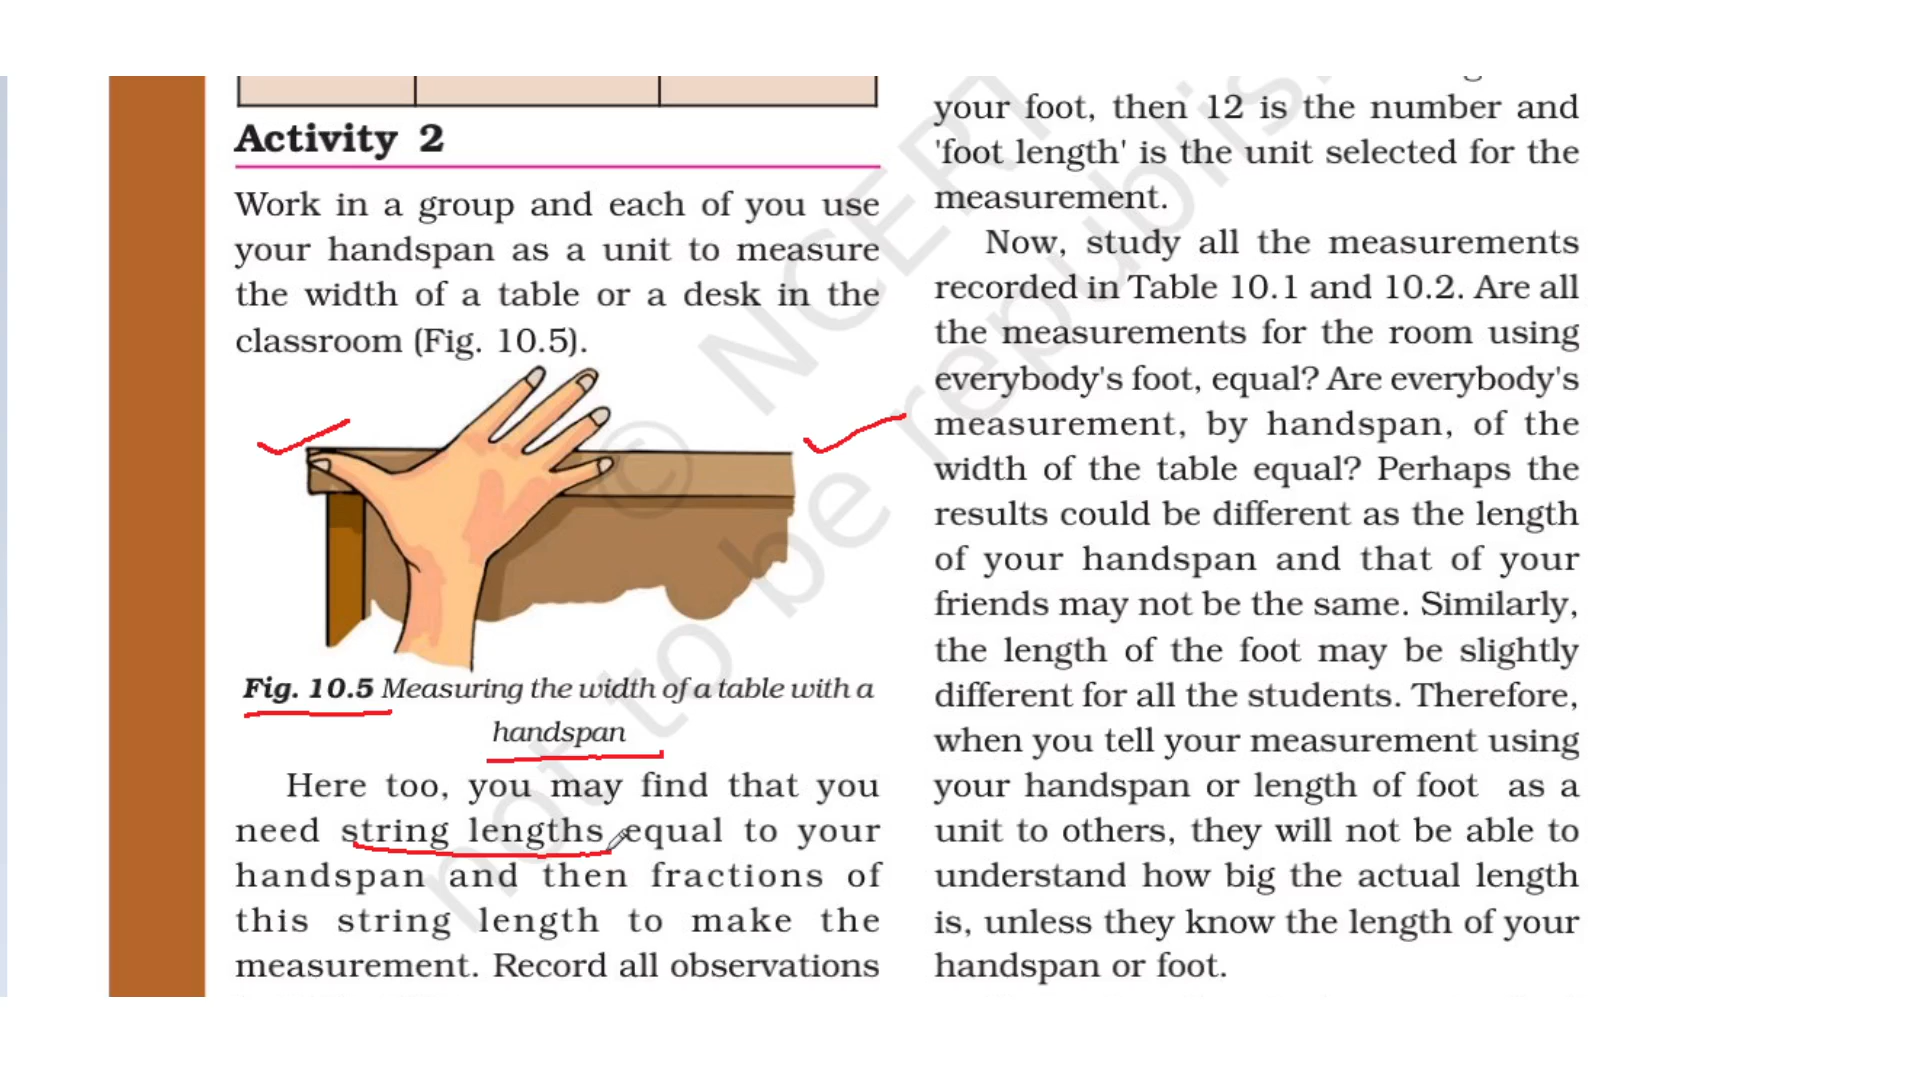 Activity 2
Work in a group and each of you use
your handspan as a unit to measure
the width of a table or a desk in the
classroom (Fig. 10.5).
Fig. 10.5 Measuring the width of a table with a
handspan
Here too, you may find that you
need string lengths equal to your
handspan and then fractions of
this string length to make the
measurement. Record all observations
your foot, then 12 is the number and
'foot length' is the unit selected for the
measurement.
Now, study all the measurements
recorded in Table 10.1 and 10.2. Are all
the measurements for the room using
everybody's foot, equal? Are everybody's
measurement, by handspan, of the
width of the table equal? Perhaps the
results could be different as the length
of your handspan and that of your
friends may not be the same. Similarly,
the length of the foot may be slightly
different for all the students. Therefore,
when you tell your measurement using
your handspan or length of foot as a
unit to others, they will not be able to
understand how big the actual length
is, unless they know the length of your
handspan or foot.
© NCERT
not to be republis